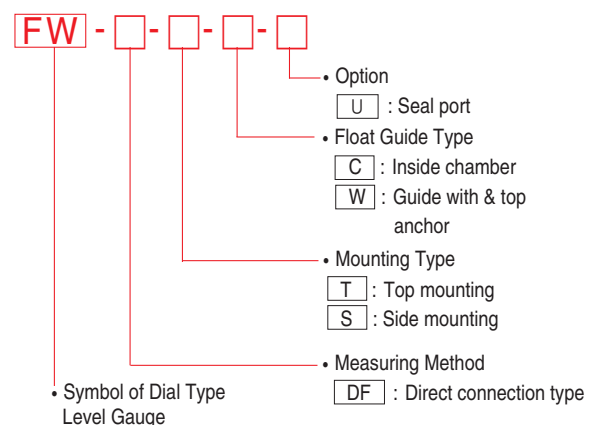 FW - □ - □ - □ - □
• Option
U : Seal port
• Float Guide Type
C : Inside chamber
W : Guide with & top
anchor
• Mounting Type
T : Top mounting
S : Side mounting
• Measuring Method
DF : Direct connection type
• Symbol of Dial Type
Level Gauge